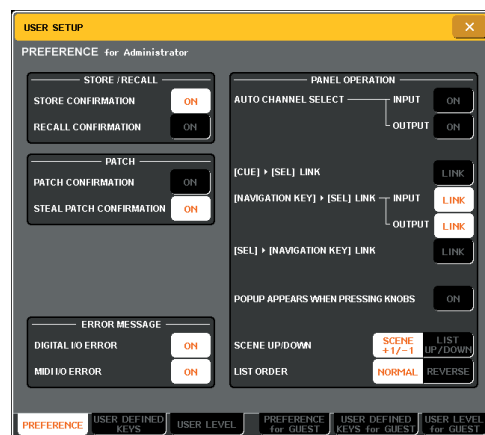 USER SETUP
×
PREFERENCE for Administrator
STORE/RECALL
STORE CONFIRMATION ON
RECALL CONFIRMATION ON
PATCH
PATCH CONFIRMATION ON
STEAL PATCH CONFIRMATION ON
ERROR MESSAGE
DIGITAL I/O ERROR ON
MIDI I/O ERROR ON
PANEL OPERATION
AUTO CHANNEL SELECT INPUT ON
OUTPUT ON
[CUE] ▸ [SEL] LINK LINK
[NAVIGATION KEY] ▸ [SEL] LINK INPUT LINK
OUTPUT LINK
[SEL] ▸ [NAVIGATION KEY] LINK LINK
POPUP APPEARS WHEN PRESSING KNOBS ON
SCENE UP/DOWN SCENE +1/-1 LIST UP/DOWN
LIST ORDER NORMAL REVERSE
PREFERENCE
USER DEFINED KEYS
USER LEVEL
PREFERENCE for GUEST
USER DEFINED KEYS for GUEST
USER LEVEL for GUEST